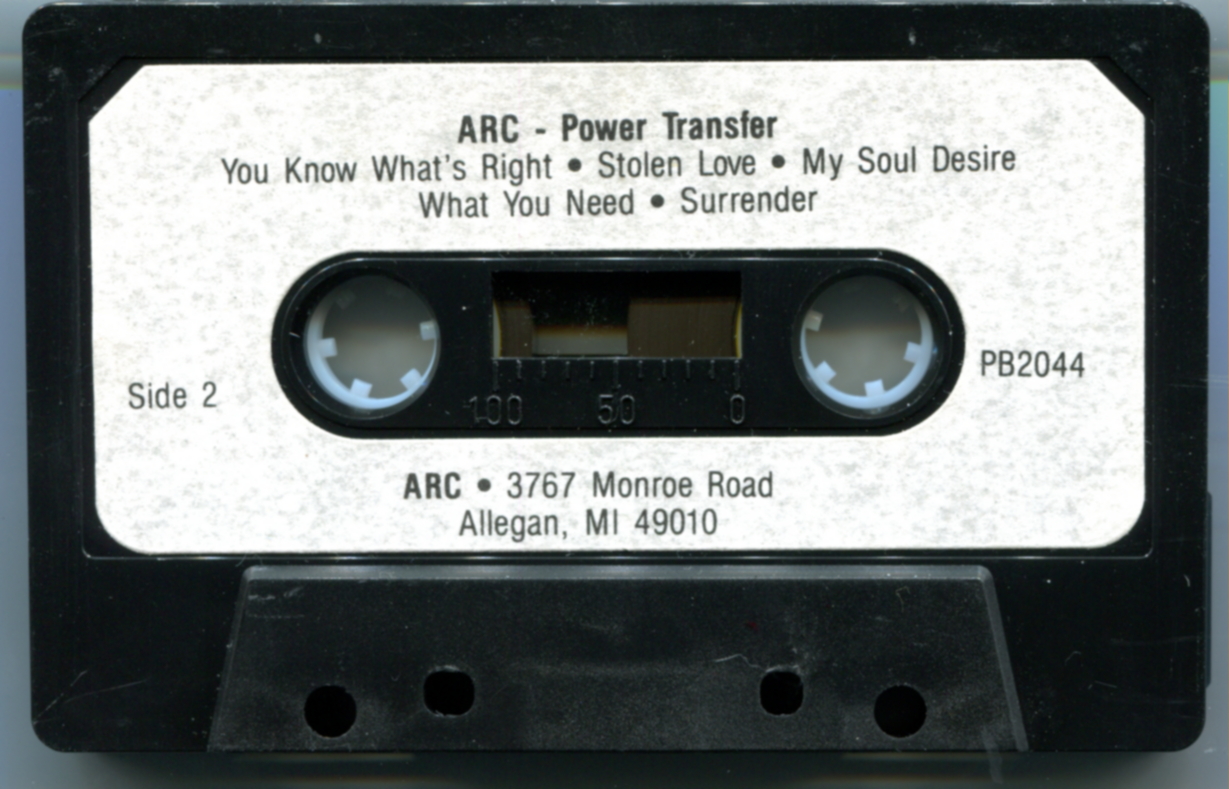 ARC - Power Transfer
You Know What's Right • Stolen Love • My Soul Desire
What You Need • Surrender
Side 2
PB2044
100 50 0
ARC • 3767 Monroe Road
Allegan, MI 49010